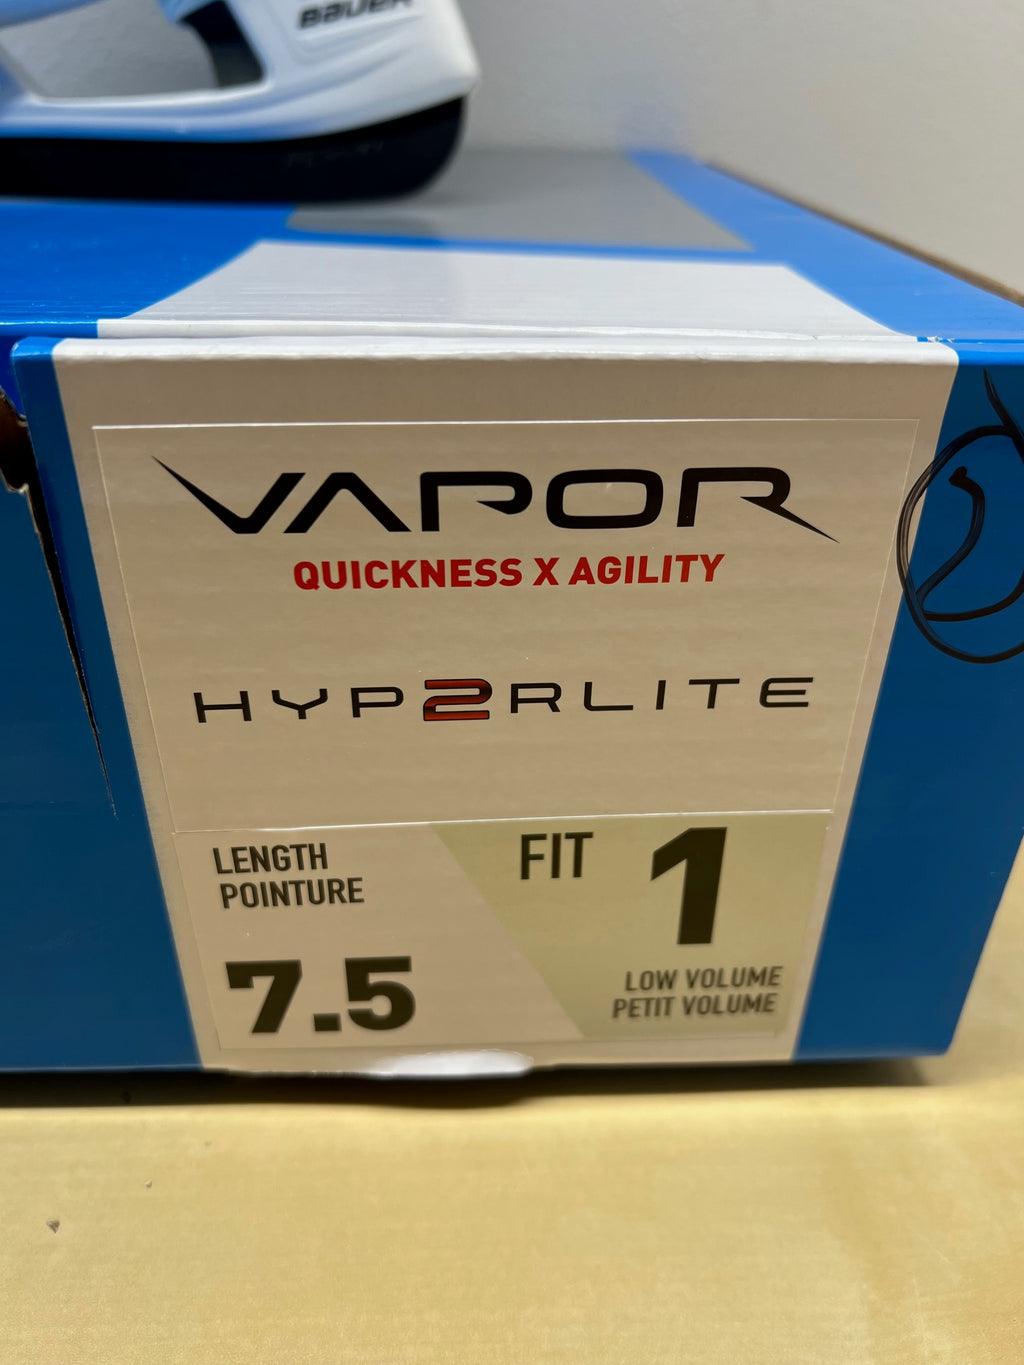 BAUER
VAPOR
QUICKNESS X AGILITY
HYP2RLITE
LENGTH
POINTURE
7.5
FIT 1
LOW VOLUME
PETIT VOLUME